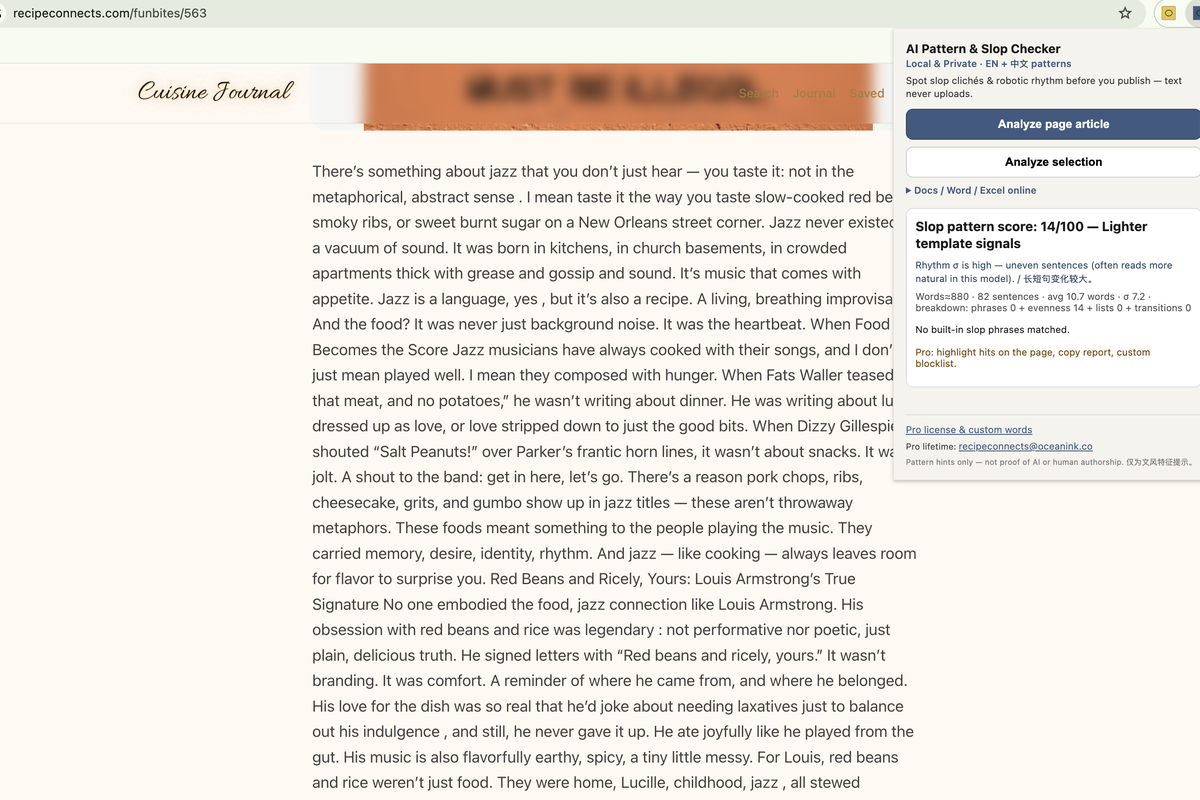 recipeconnects.com/funbites/563
Cuisine Journal
MUST BE ILLEGAL
Search Journal Saved
There’s something about jazz that you don’t just hear — you taste it: not in the
metaphorical, abstract sense . I mean taste it the way you taste slow-cooked red be
smoky ribs, or sweet burnt sugar on a New Orleans street corner. Jazz never existed
a vacuum of sound. It was born in kitchens, in church basements, in crowded
apartments thick with grease and gossip and sound. It’s music that comes with
appetite. Jazz is a language, yes , but it’s also a recipe. A living, breathing improvisa
And the food? It was never just background noise. It was the heartbeat. When Food
Becomes the Score Jazz musicians have always cooked with their songs, and I don’
just mean played well. I mean they composed with hunger. When Fats Waller teased
that meat, and no potatoes,” he wasn’t writing about dinner. He was writing about lu
dressed up as love, or love stripped down to just the good bits. When Dizzy Gillespie
shouted “Salt Peanuts!” over Parker’s frantic horn lines, it wasn’t about snacks. It wa
jolt. A shout to the band: get in here, let’s go. There’s a reason pork chops, ribs,
cheesecake, grits, and gumbo show up in jazz titles — these aren’t throwaway
metaphors. These foods meant something to the people playing the music. They
carried memory, desire, identity, rhythm. And jazz — like cooking — always leaves room
for flavor to surprise you. Red Beans and Ricely, Yours: Louis Armstrong’s True
Signature No one embodied the food, jazz connection like Louis Armstrong. His
obsession with red beans and rice was legendary : not performative nor poetic, just
plain, delicious truth. He signed letters with “Red beans and ricely, yours.” It wasn’t
branding. It was comfort. A reminder of where he came from, and where he belonged.
His love for the dish was so real that he’d joke about needing laxatives just to balance
out his indulgence , and still, he never gave it up. He ate joyfully like he played from the
gut. His music is also flavorfully earthy, spicy, a tiny little messy. For Louis, red beans
and rice weren’t just food. They were home, Lucille, childhood, jazz , all stewed
AI Pattern & Slop Checker
Local & Private · EN + 中文 patterns
Spot slop clichés & robotic rhythm before you publish — text
never uploads.
Analyze page article
Analyze selection
Docs / Word / Excel online
Slop pattern score: 14/100 — Lighter
template signals
Rhythm σ is high — uneven sentences (often reads more
natural in this model). / 长短句变化较大。
Words≈880 · 82 sentences · avg 10.7 words · σ 7.2 ·
breakdown: phrases 0 + evenness 14 + lists 0 + transitions 0
No built-in slop phrases matched.
Pro: highlight hits on the page, copy report, custom
blocklist.
Pro license & custom words
Pro lifetime: recipeconnects@oceanink.co
Pattern hints only — not proof of AI or human authorship. 仅为文风特征提示。